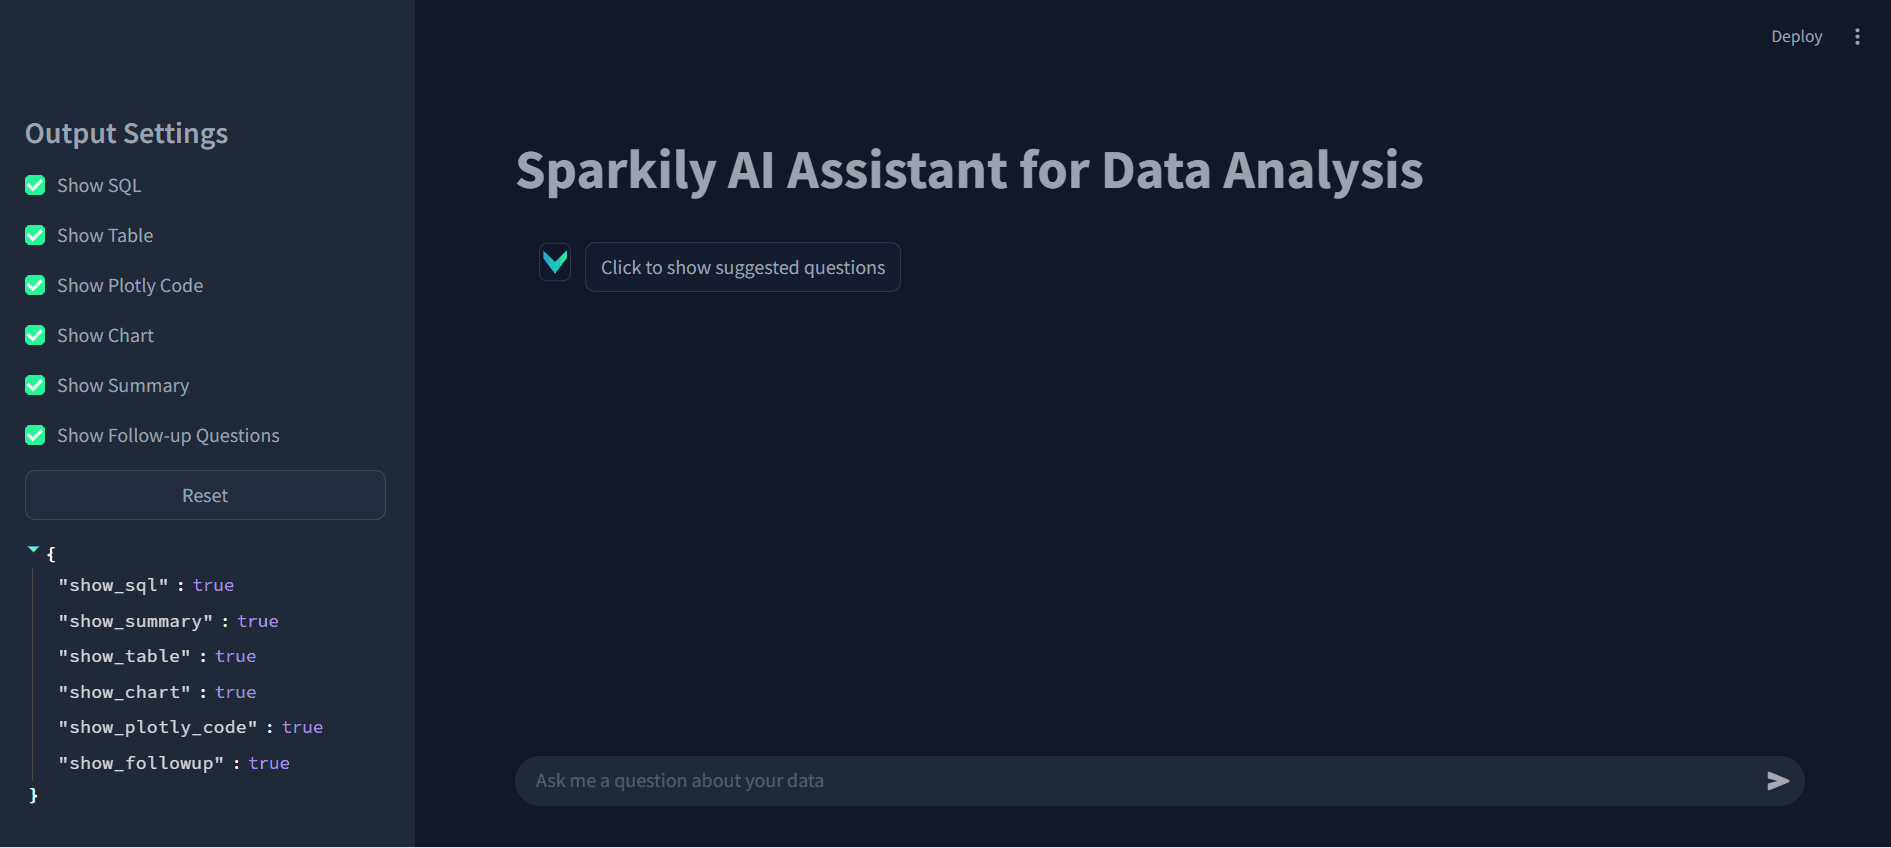 Deploy
Output Settings
Show SQL
Show Table
Show Plotly Code
Show Chart
Show Summary
Show Follow-up Questions
Reset
{
"show_sql" : true
"show_summary" : true
"show_table" : true
"show_chart" : true
"show_plotly_code" : true
"show_followup" : true
}
Sparkily AI Assistant for Data Analysis
Click to show suggested questions
Ask me a question about your data